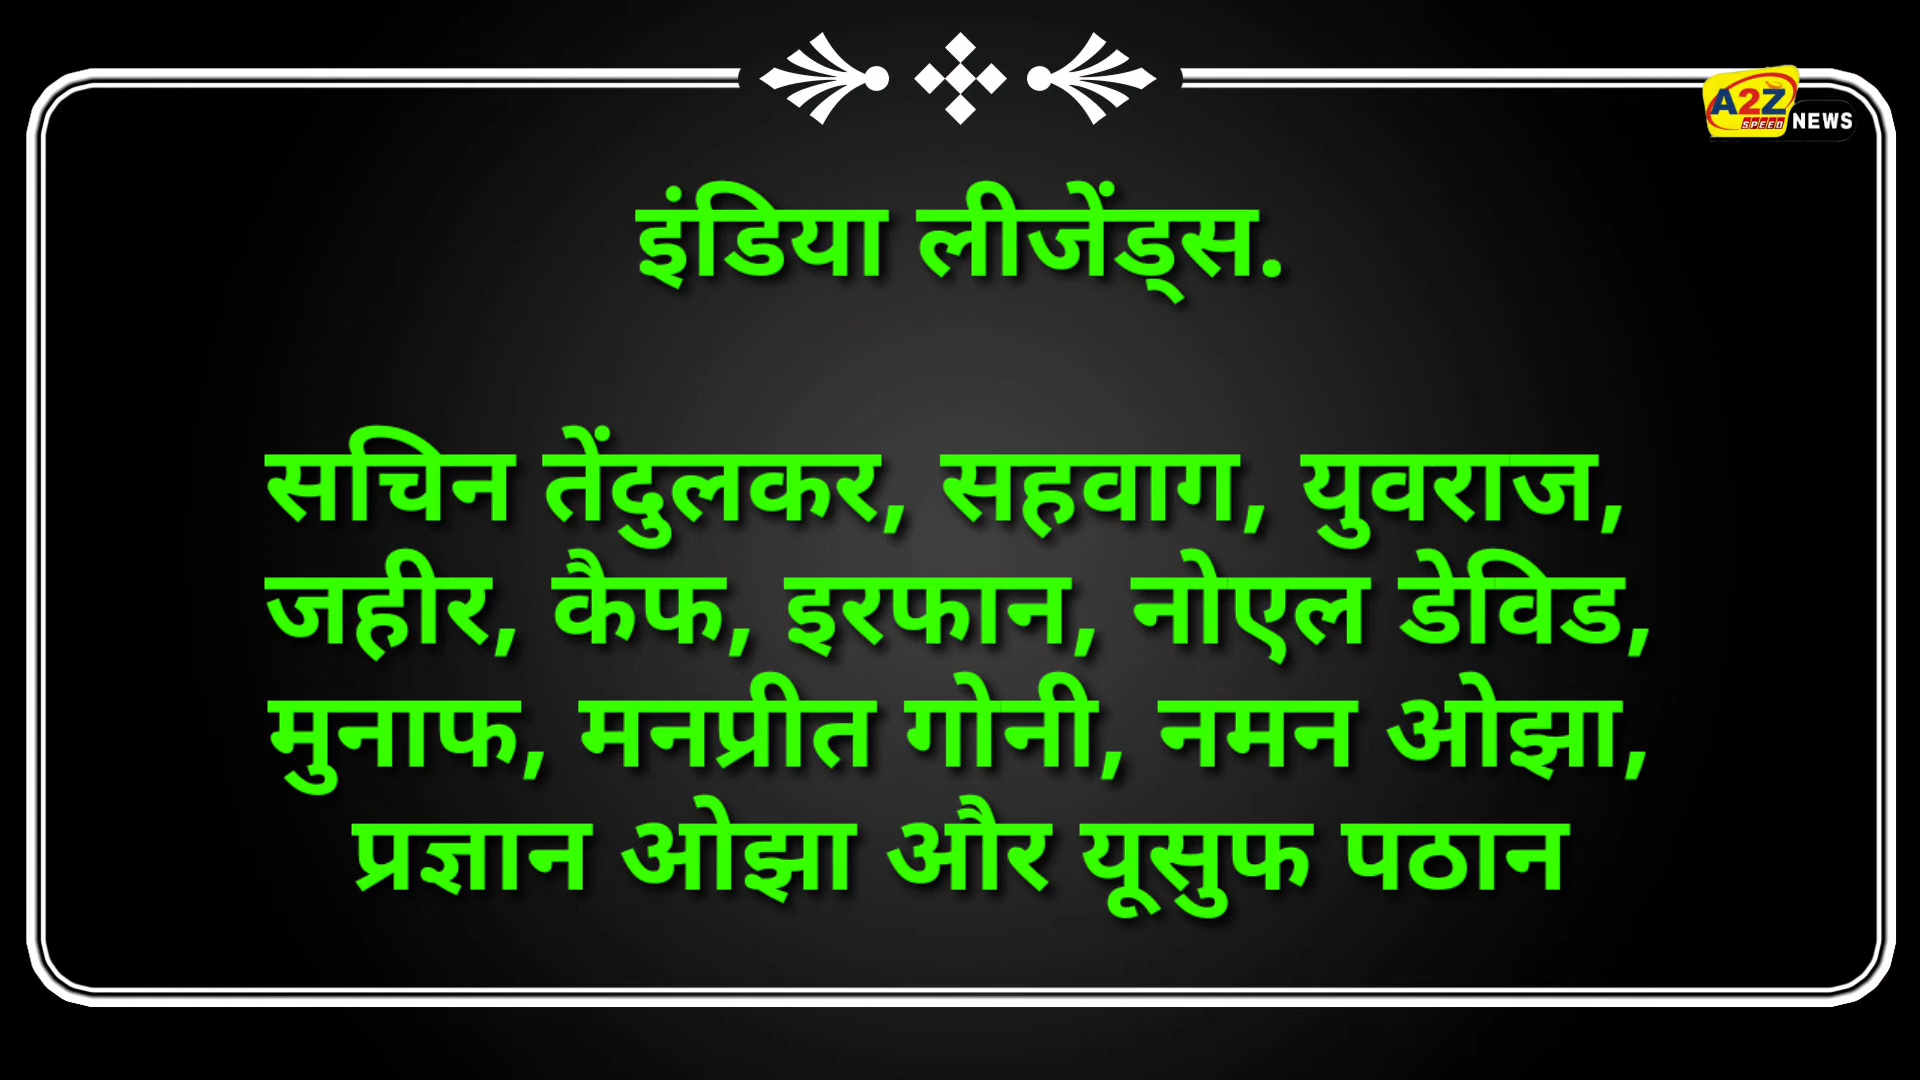 A2Z
SPEED
NEWS
इंडिया लीजेंड्स.
सचिन तेंदुलकर, सहवाग, युवराज,
जहीर, कैफ, इरफान, नोएल डेविड,
मुनाफ, मनप्रीत गोनी, नमन ओझा,
प्रज्ञान ओझा और यूसुफ पठान